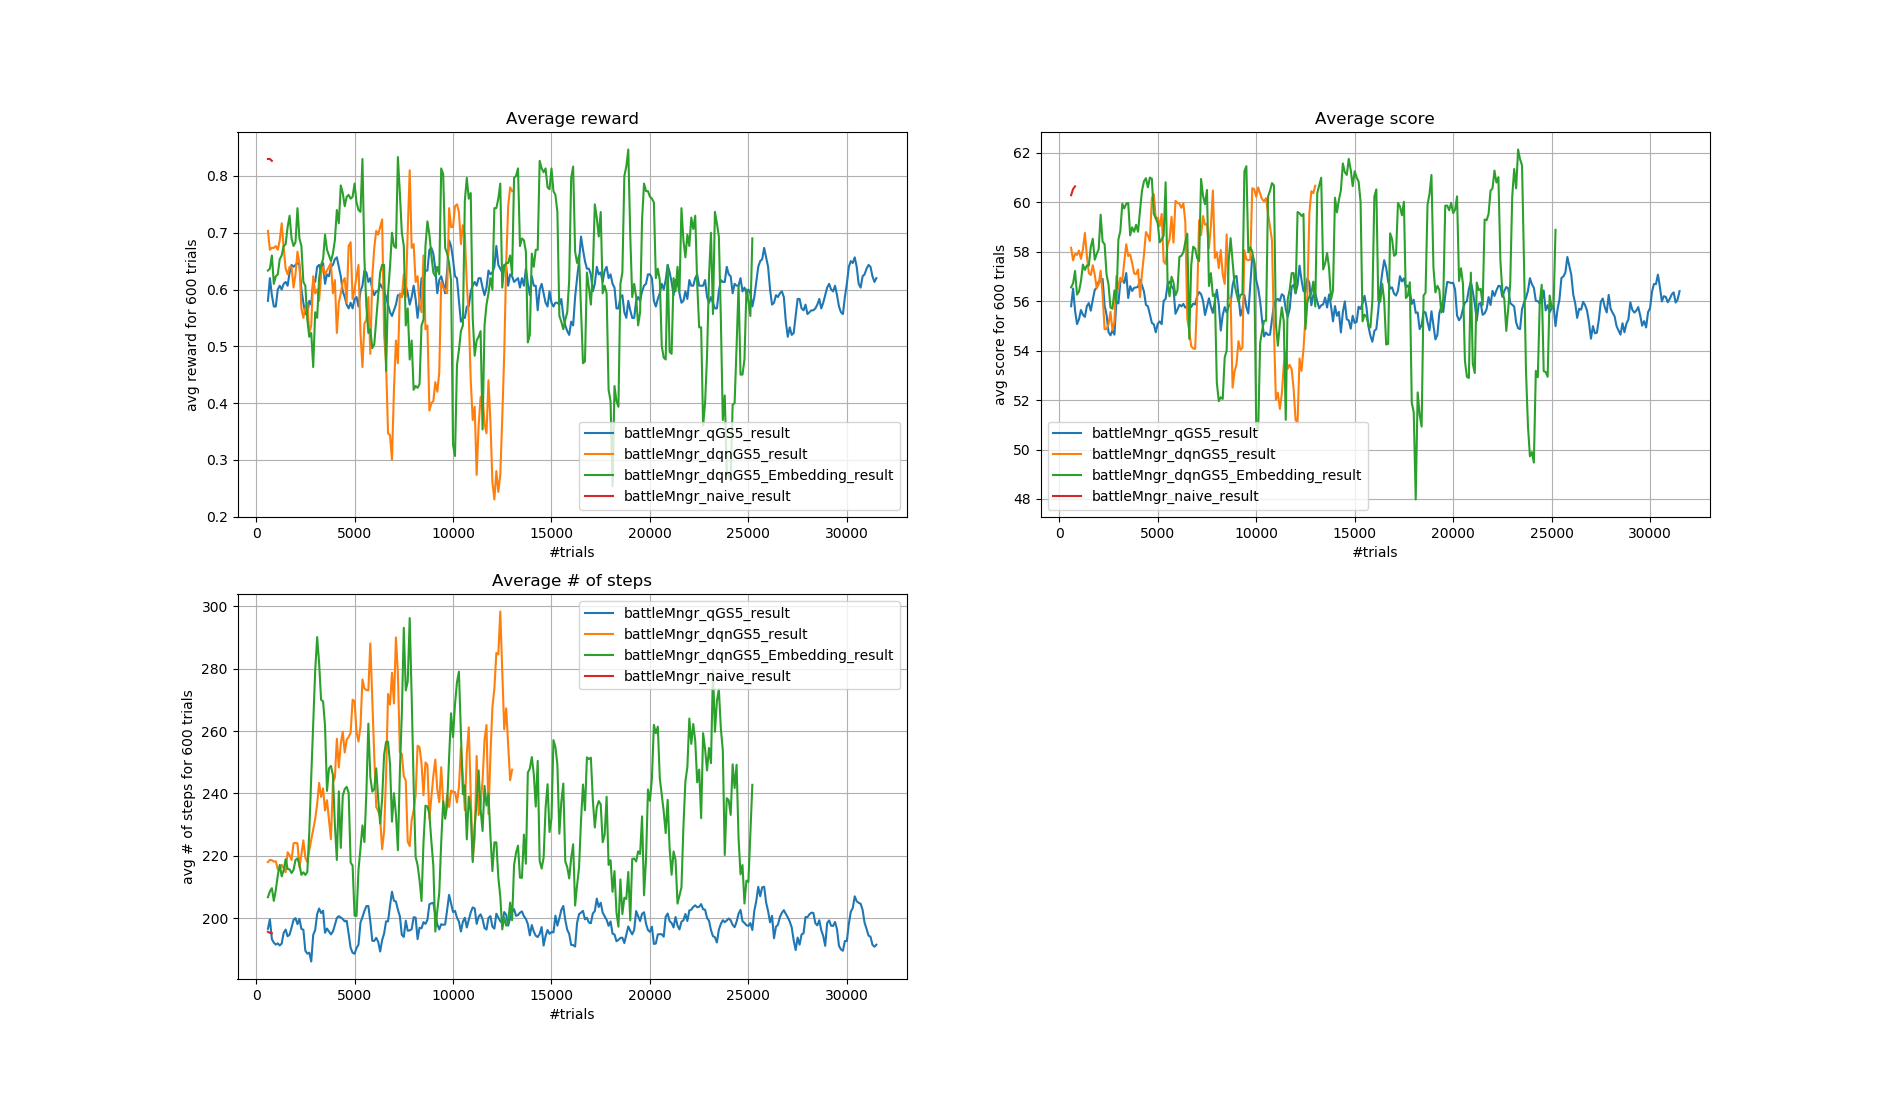 Average reward
avg reward for 600 trials
0.8
0.7
0.6
0.5
0.4
0.3
0.2
battleMngr_qGS5_result
battleMngr_dqnGS5_result
battleMngr_dqnGS5_Embedding_result
battleMngr_naive_result
0 5000 10000 15000 20000 25000 30000
#trials
Average score
avg score for 600 trials
62
60
58
56
54
52
50
48
battleMngr_qGS5_result
battleMngr_dqnGS5_result
battleMngr_dqnGS5_Embedding_result
battleMngr_naive_result
0 5000 10000 15000 20000 25000 30000
#trials
Average # of steps
avg # of steps for 600 trials
300
280
260
240
220
200
battleMngr_qGS5_result
battleMngr_dqnGS5_result
battleMngr_dqnGS5_Embedding_result
battleMngr_naive_result
0 5000 10000 15000 20000 25000 30000
#trials